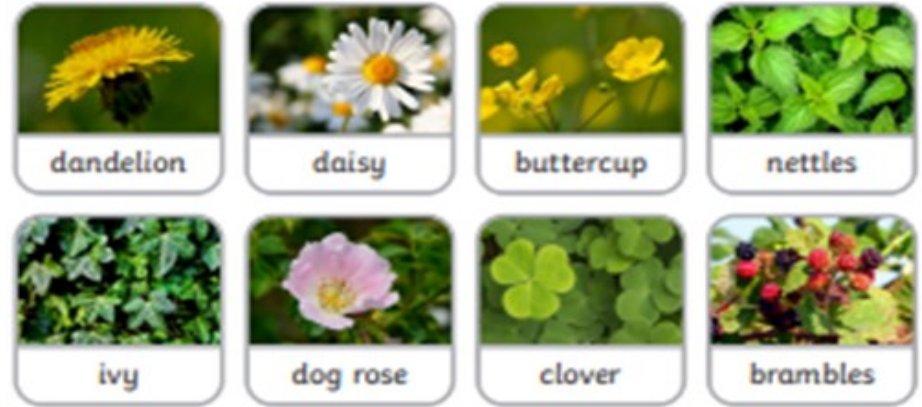 dandelion
daisy
buttercup
nettles
ivy
dog rose
clover
brambles